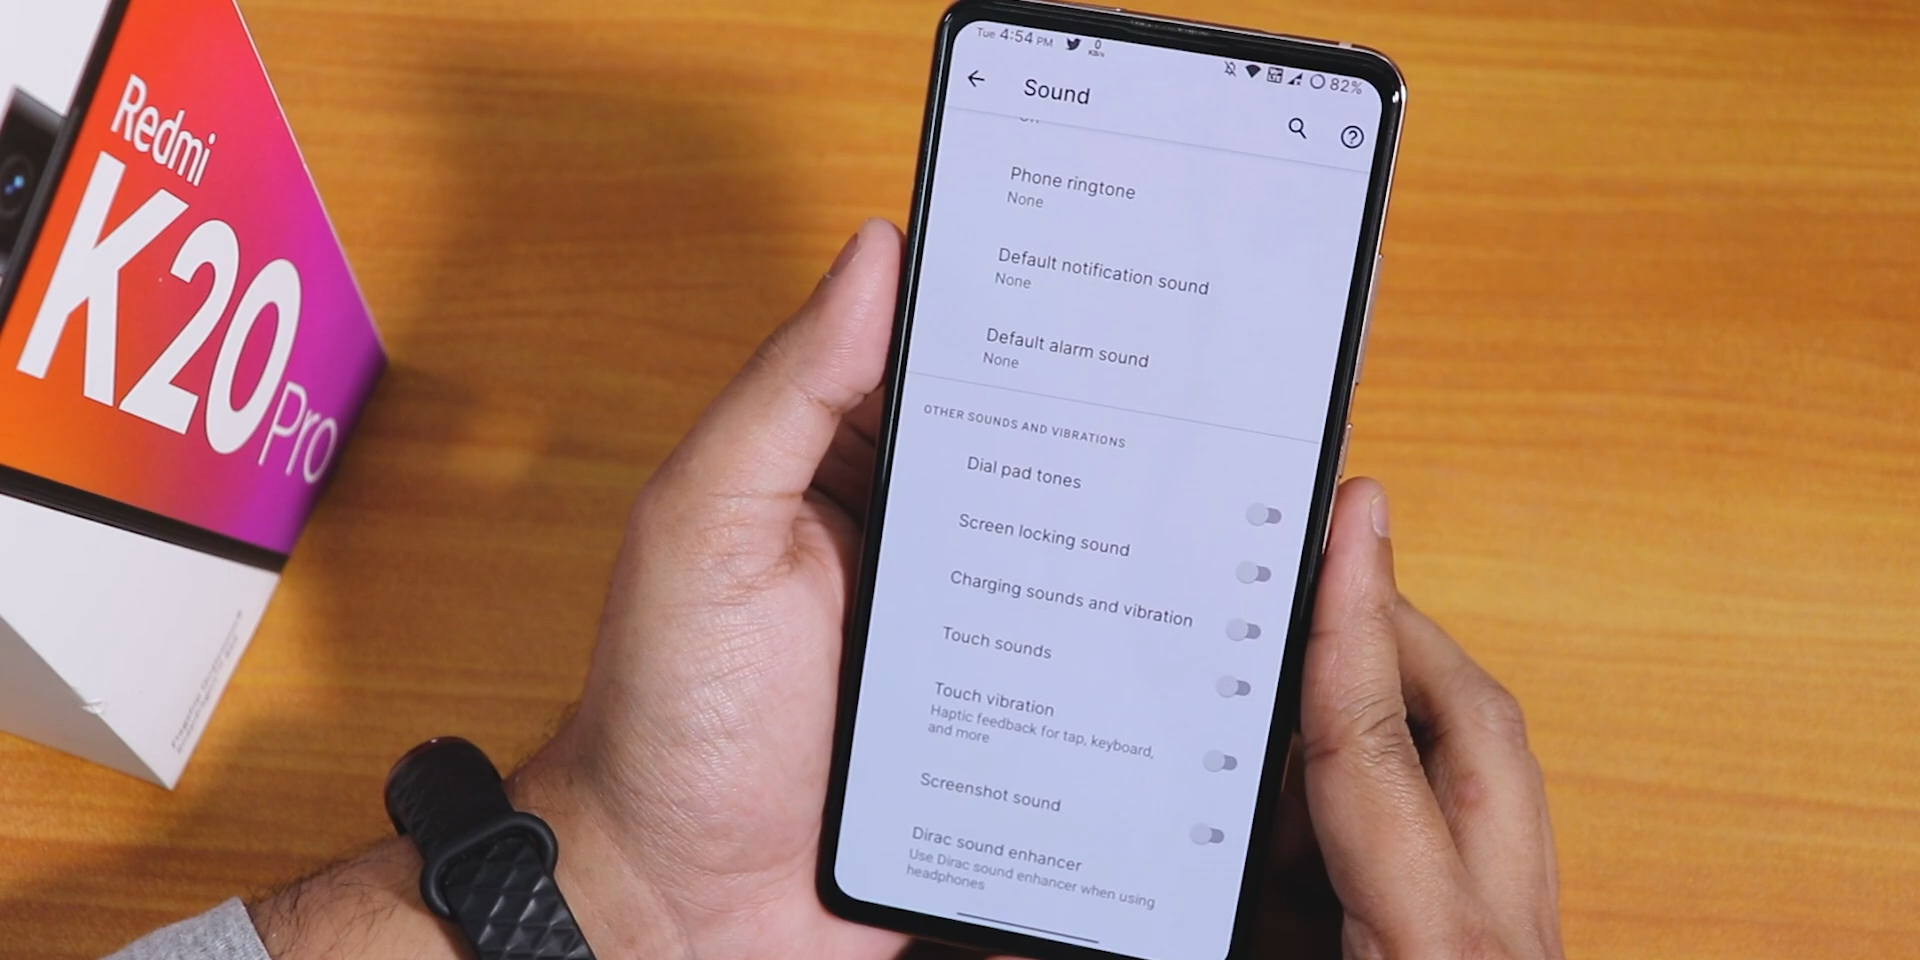 Redmi
K20 Pro
Tue 4:54 PM
0
KB/s
82%
Sound
Phone ringtone
None
Default notification sound
None
Default alarm sound
None
OTHER SOUNDS AND VIBRATIONS
Dial pad tones
Screen locking sound
Charging sounds and vibration
Touch sounds
Touch vibration
Haptic feedback for tap, keyboard,
and more
Screenshot sound
Dirac sound enhancer
Use Dirac sound enhancer when using
headphones